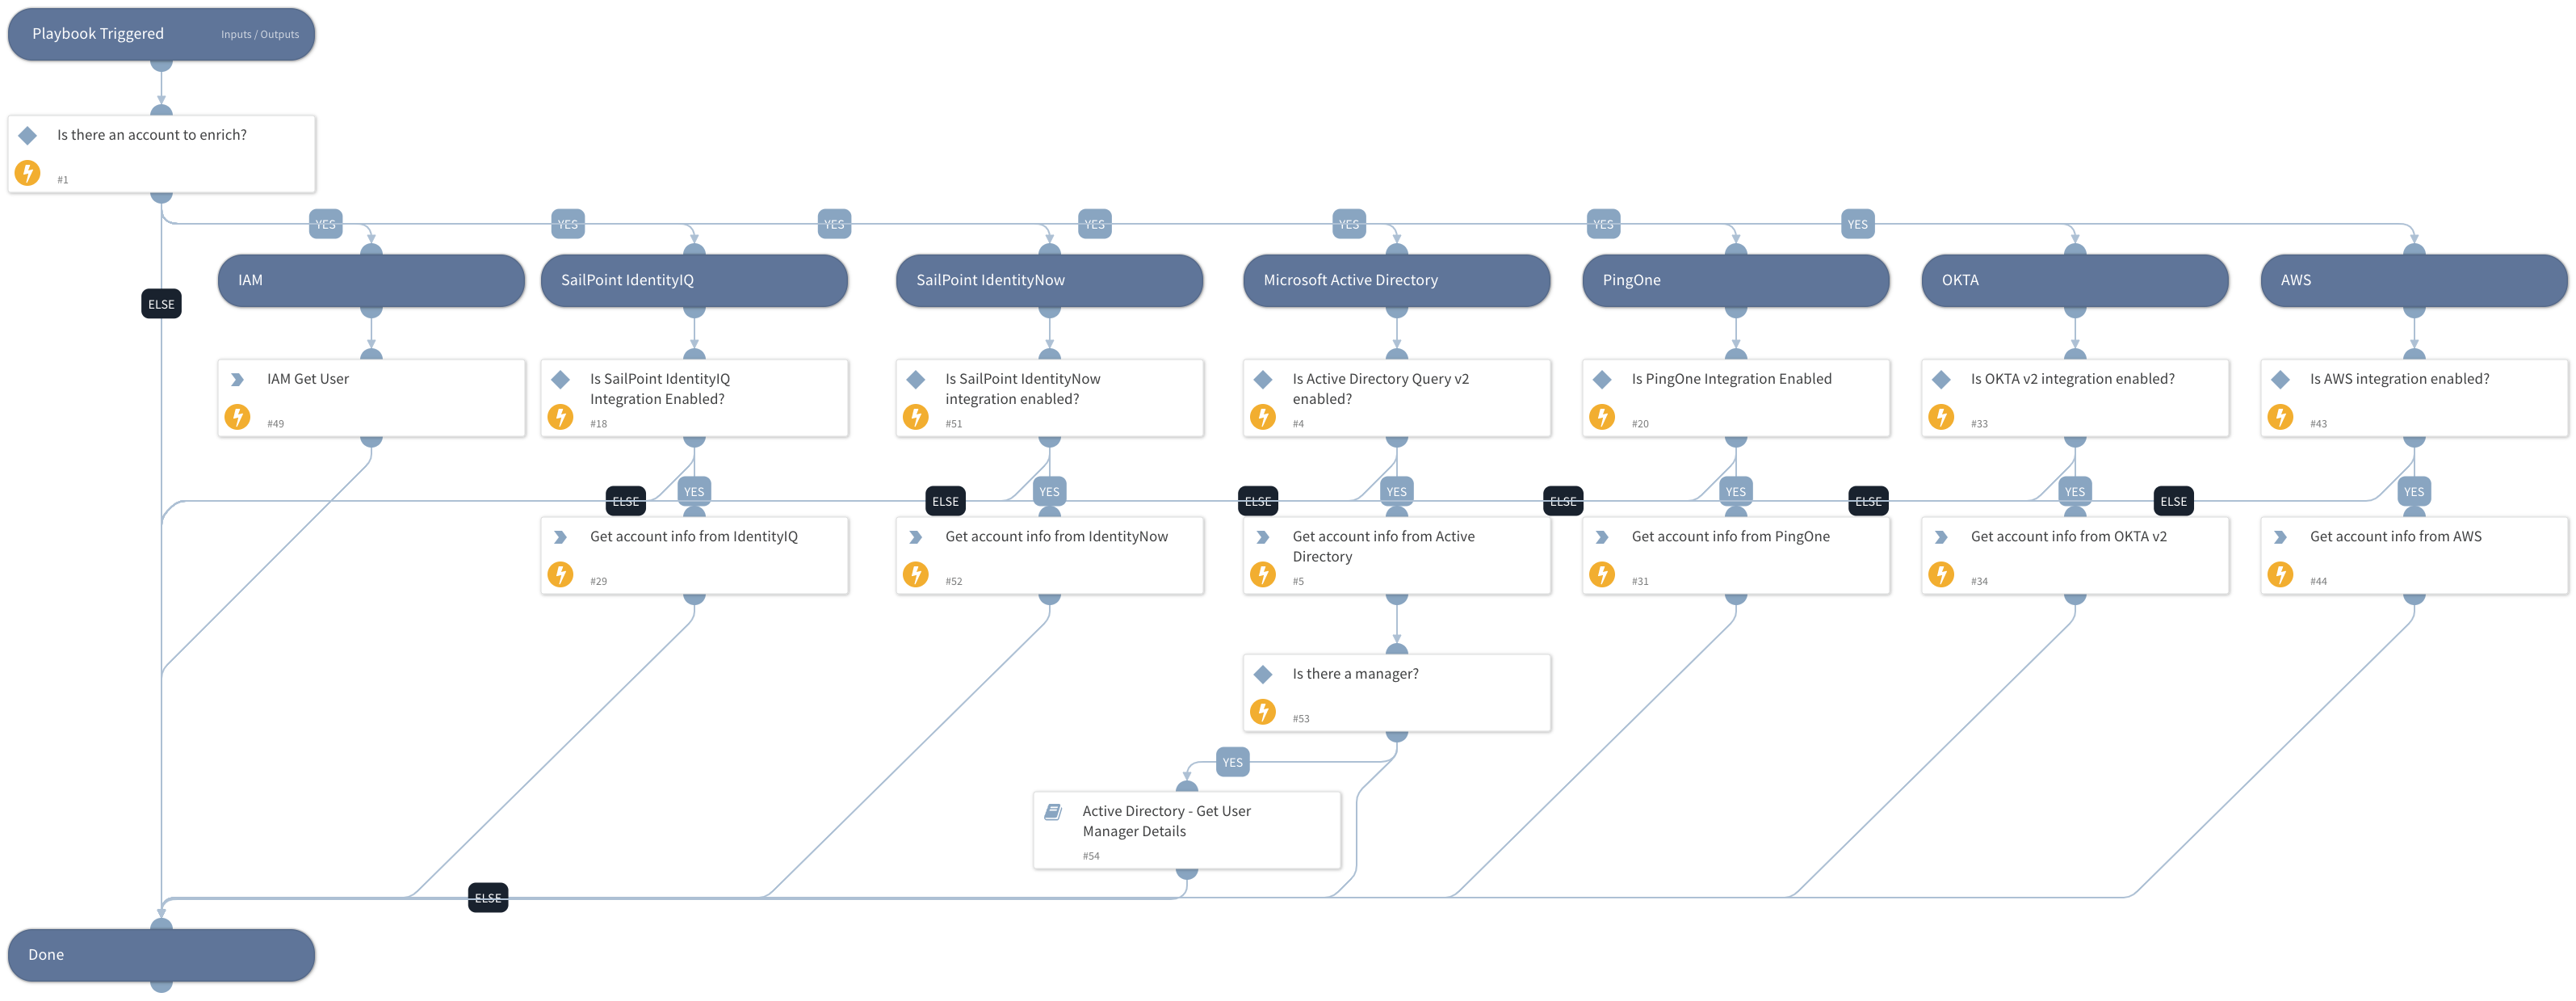 Playbook Triggered
Inputs / Outputs
Is there an account to enrich?
#1
YES
YES
YES
YES
YES
YES
YES
ELSE
IAM
SailPoint IdentityIQ
SailPoint IdentityNow
Microsoft Active Directory
PingOne
OKTA
AWS
IAM Get User
#49
Is SailPoint IdentityIQ
Integration Enabled?
#18
Is SailPoint IdentityNow
integration enabled?
#51
Is Active Directory Query v2
enabled?
#4
Is PingOne Integration Enabled
#20
Is OKTA v2 integration enabled?
#33
Is AWS integration enabled?
#43
ELSE
YES
ELSE
YES
ELSE
YES
ELSE
YES
ELSE
YES
ELSE
YES
Get account info from IdentityIQ
#29
Get account info from IdentityNow
#52
Get account info from Active
Directory
#5
Get account info from PingOne
#31
Get account info from OKTA v2
#34
Get account info from AWS
#44
Is there a manager?
#53
YES
Active Directory - Get User
Manager Details
#54
ELSE
Done